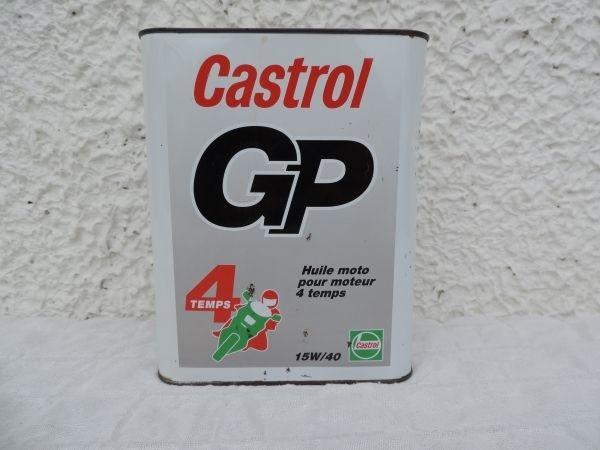 Castrol
GP
4
TEMPS
Huile moto
pour moteur
4 temps
15W/40
Castrol